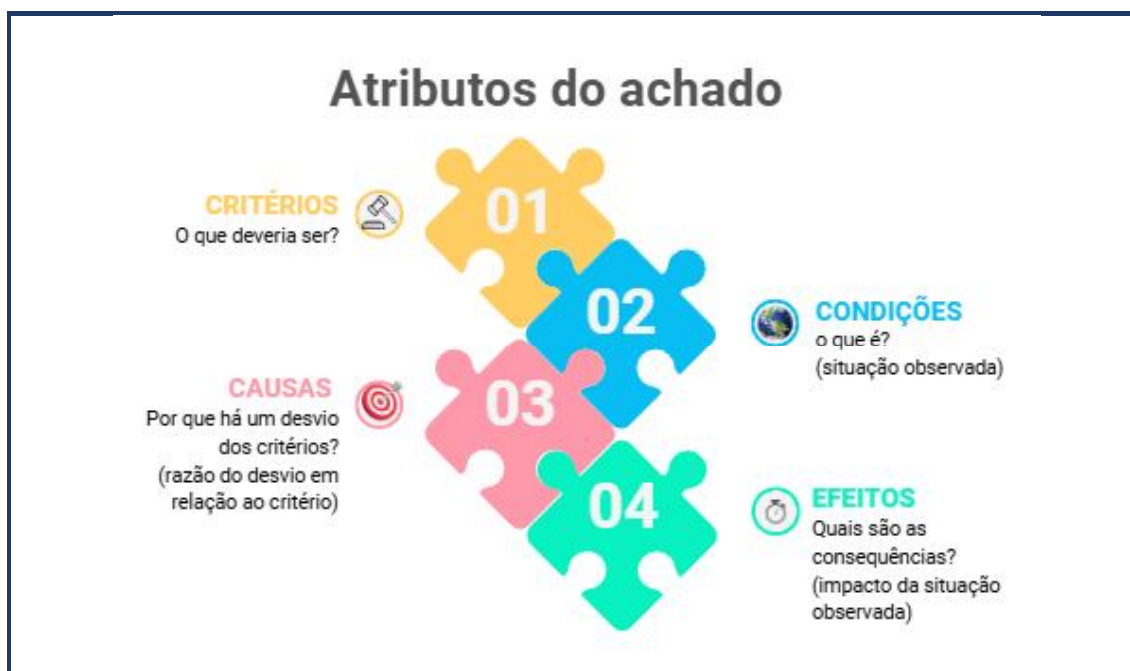 Atributos do achado
01
CRITÉRIOS
O que deveria ser?
02
CONDIÇÕES
o que é?
(situação observada)
03
CAUSAS
Por que há um desvio
dos critérios?
(razão do desvio em
relação ao critério)
04
EFEITOS
Quais são as
consequências?
(impacto da situação
observada)